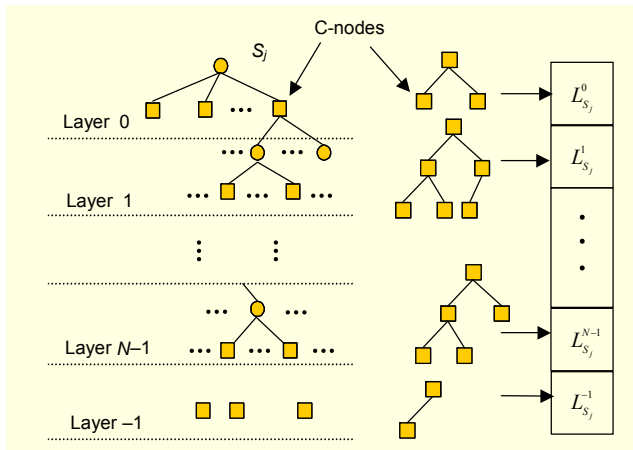 C-nodes
S_j
Layer 0
L^0_{S_j}
Layer 1
L^1_{S_j}
Layer N–1
L^{N-1}_{S_j}
Layer –1
L^{-1}_{S_j}